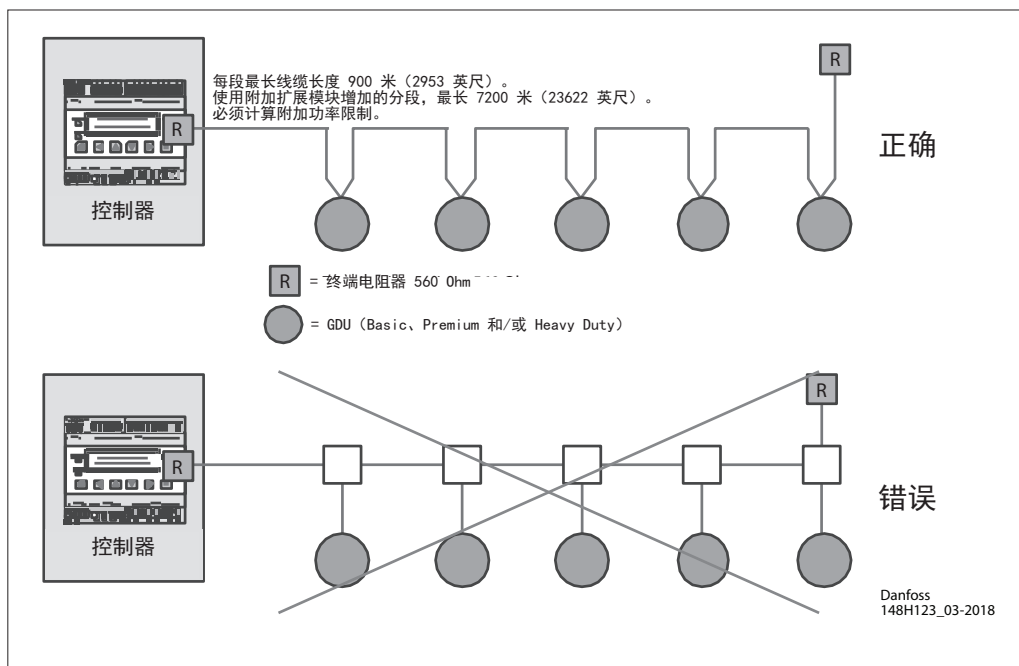 每段最长线缆长度 900 米（2953 英尺）。
使用附加扩展模块增加的分段，最长 7200 米（23622 英尺）。
必须计算附加功率限制。
R
R
正确
控制器
R = 终端电阻器 560 Ohm
= GDU（Basic、Premium 和/或 Heavy Duty）
R
R
错误
控制器
Danfoss
148H123_03-2018